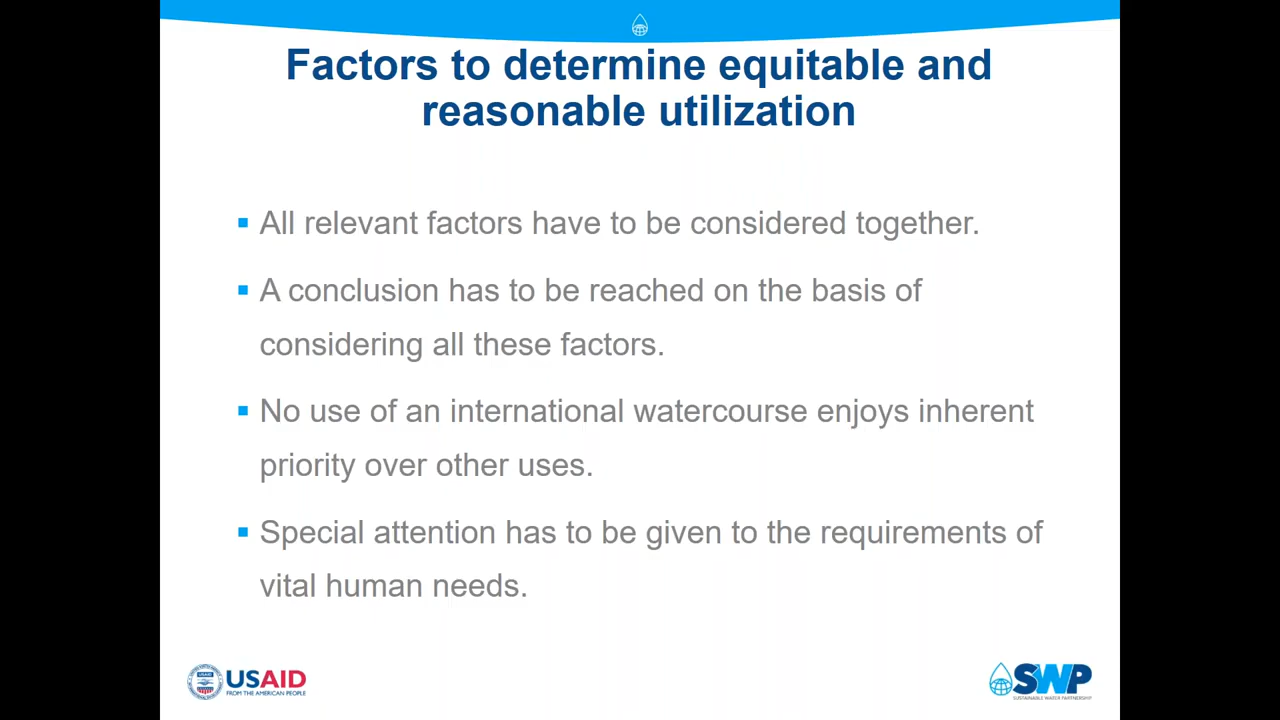 Factors to determine equitable and
reasonable utilization
All relevant factors have to be considered together.
A conclusion has to be reached on the basis of
considering all these factors.
No use of an international watercourse enjoys inherent
priority over other uses.
Special attention has to be given to the requirements of
vital human needs.
USAID
FROM THE AMERICAN PEOPLE
SWP
SUSTAINABLE WATER PARTNERSHIP